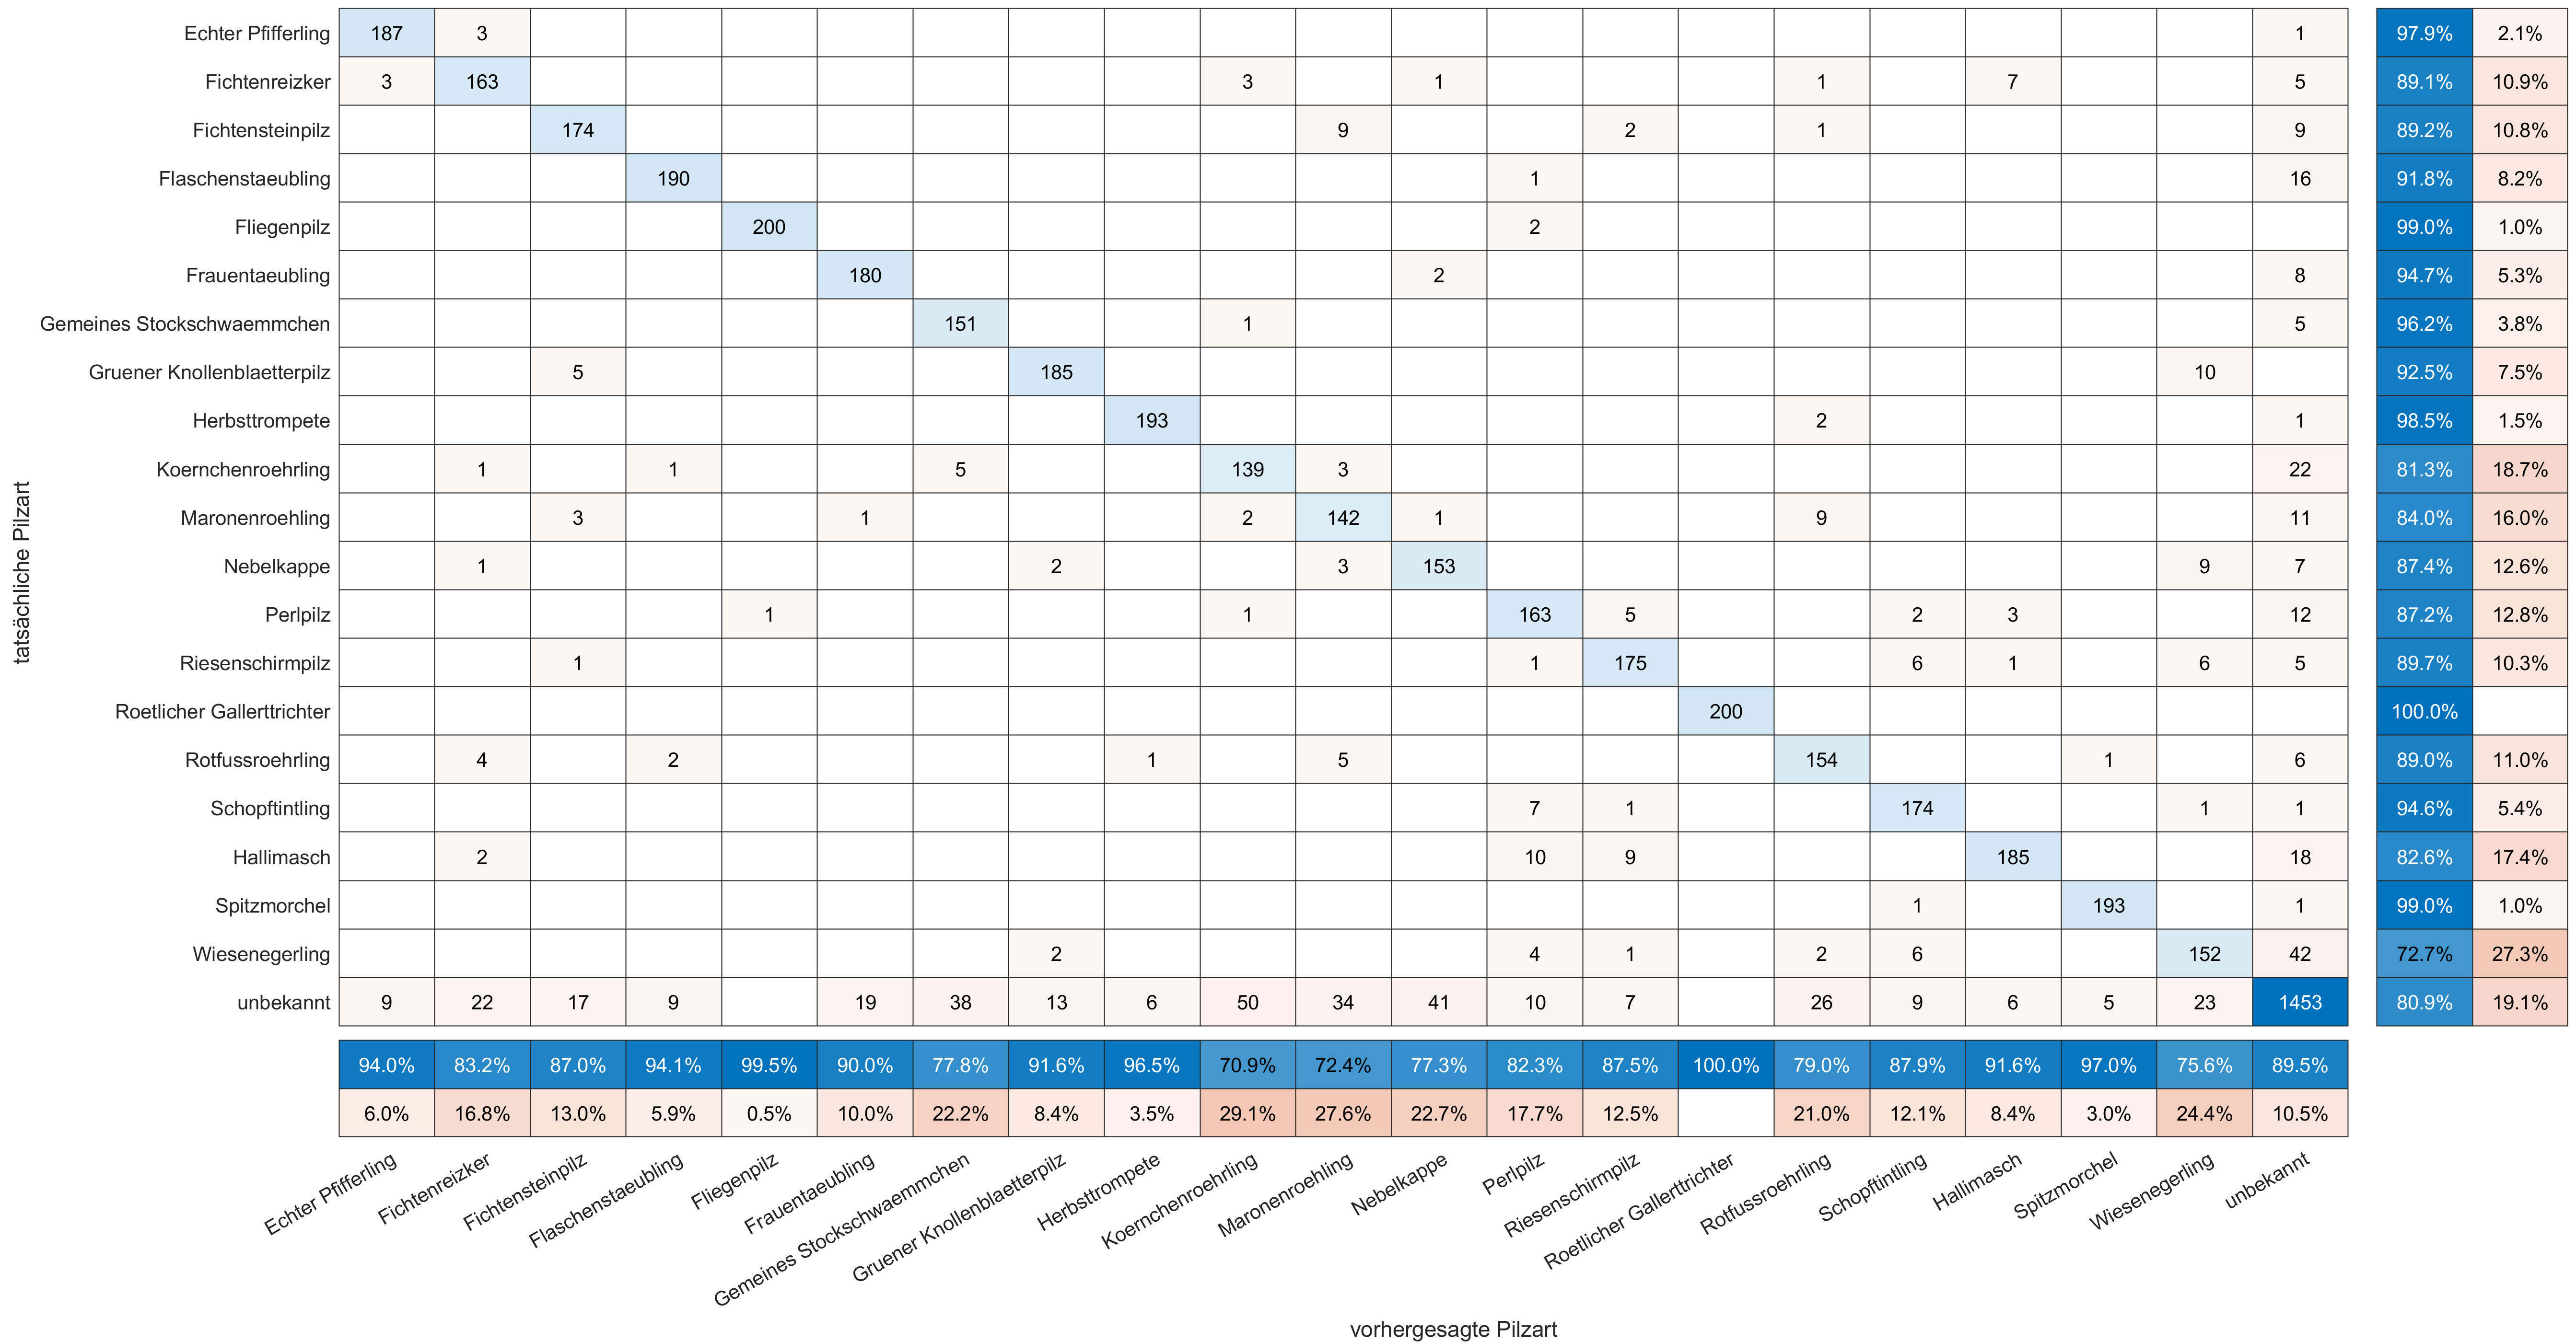 Echter Pfifferling 187 3 1 97.9% 2.1%
Fichtenreizker 3 163 3 1 1 7 5 89.1% 10.9%
Fichtensteinpilz 174 9 2 1 9 89.2% 10.8%
Flaschenstaeubling 190 1 16 91.8% 8.2%
Fliegenpilz 200 2 99.0% 1.0%
Frauentaeubling 180 2 8 94.7% 5.3%
Gemeines Stockschwaemmchen 151 1 5 96.2% 3.8%
Gruener Knollenblaetterpilz 5 185 10 92.5% 7.5%
Herbsttrompete 193 2 1 98.5% 1.5%
Koernchenroehrling 1 1 5 139 3 22 81.3% 18.7%
Maronenroehling 3 1 2 142 1 9 11 84.0% 16.0%
Nebelkappe 1 2 3 153 9 7 87.4% 12.6%
Perlpilz 1 1 163 5 2 3 12 87.2% 12.8%
Riesenschirmpilz 1 1 175 6 1 6 5 89.7% 10.3%
Roetlicher Gallerttrichter 200 100.0%
Rotfussroehrling 4 2 1 5 154 1 6 89.0% 11.0%
Schopftintling 7 1 174 1 1 94.6% 5.4%
Hallimasch 2 10 9 185 18 82.6% 17.4%
Spitzmorchel 1 193 1 99.0% 1.0%
Wiesenegerling 2 4 1 2 6 152 42 72.7% 27.3%
unbekannt 9 22 17 9 19 38 13 6 50 34 41 10 7 26 9 6 5 23 1453 80.9% 19.1%
tatsächliche Pilzart
94.0% 83.2% 87.0% 94.1% 99.5% 90.0% 77.8% 91.6% 96.5% 70.9% 72.4% 77.3% 82.3% 87.5% 100.0% 79.0% 87.9% 91.6% 97.0% 75.6% 89.5%
6.0% 16.8% 13.0% 5.9% 0.5% 10.0% 22.2% 8.4% 3.5% 29.1% 27.6% 22.7% 17.7% 12.5% 21.0% 12.1% 8.4% 3.0% 24.4% 10.5%
Echter Pfifferling
Fichtenreizker
Fichtensteinpilz
Flaschenstaeubling
Fliegenpilz
Frauentaeubling
Gemeines Stockschwaemmchen
Gruener Knollenblaetterpilz
Herbsttrompete
Koernchenroehrling
Maronenroehling
Nebelkappe
Perlpilz
Riesenschirmpilz
Roetlicher Gallerttrichter
Rotfussroehrling
Schopftintling
Hallimasch
Spitzmorchel
Wiesenegerling
unbekannt
vorhergesagte Pilzart